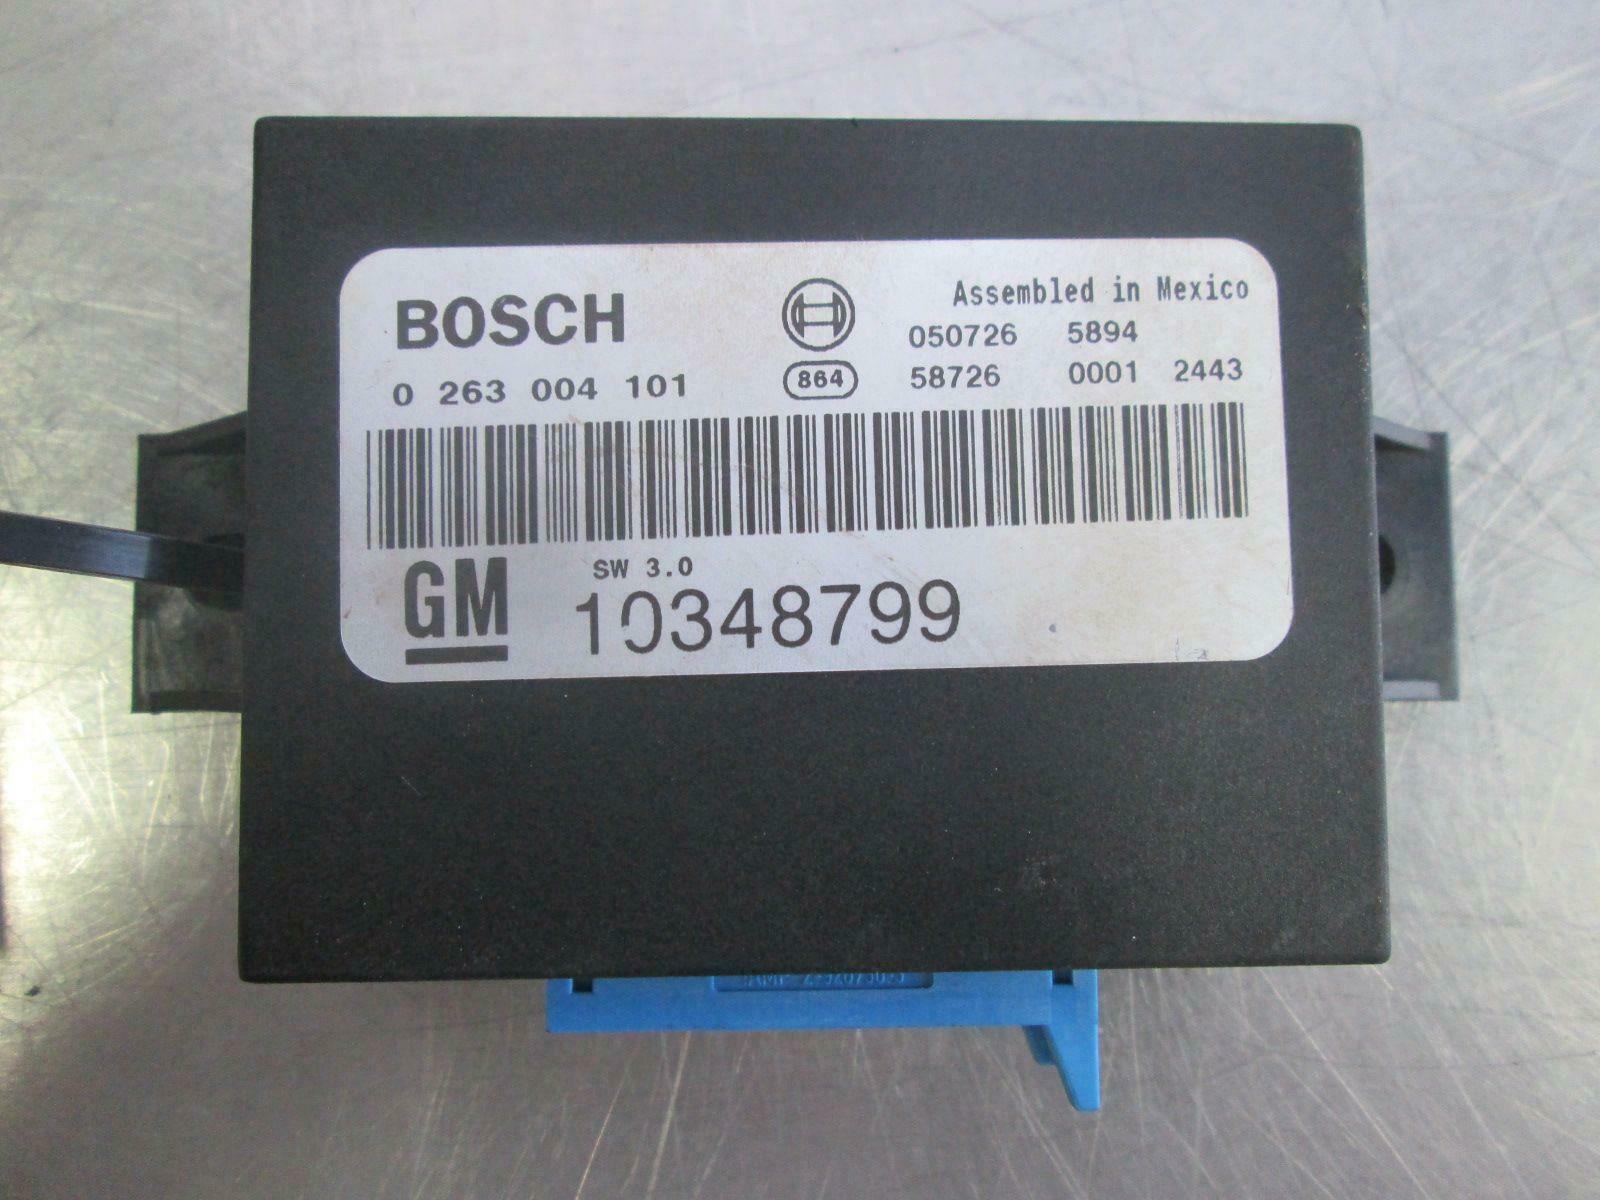 BOSCH
Assembled in Mexico
050726 5894
0 263 004 101
864
58726 0001 2443
SW 3.0
GM
10348799